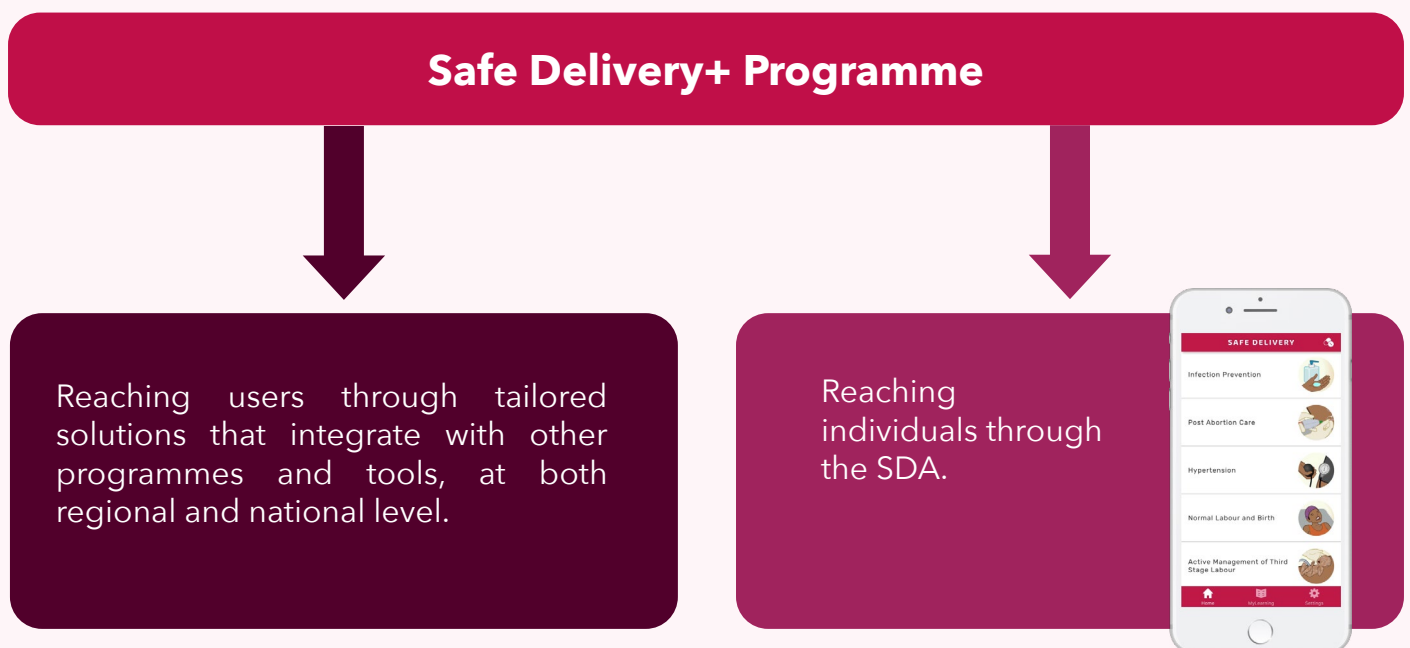 Safe Delivery+ Programme
Reaching users through tailored
solutions that integrate with other
programmes and tools, at both
regional and national level.
Reaching
individuals through
the SDA.
SAFE DELIVERY
Infection Prevention
Post Abortion Care
Hypertension
Normal Labour and Birth
Active Management of Third
Stage Labour
Home
MyLearning
Settings